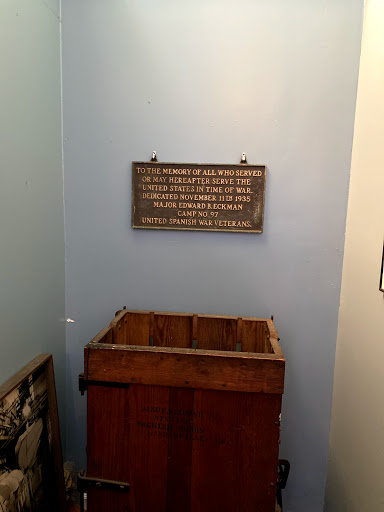 TO THE MEMORY OF ALL WHO SERVED
OR MAY HEREAFTER SERVE THE
UNITED STATES IN TIME OF WAR.
DEDICATED NOVEMBER 11TH 1935
MAJOR EDWARD B. ECKMAN
CAMP NO. 97
UNITED SPANISH WAR VETERANS.